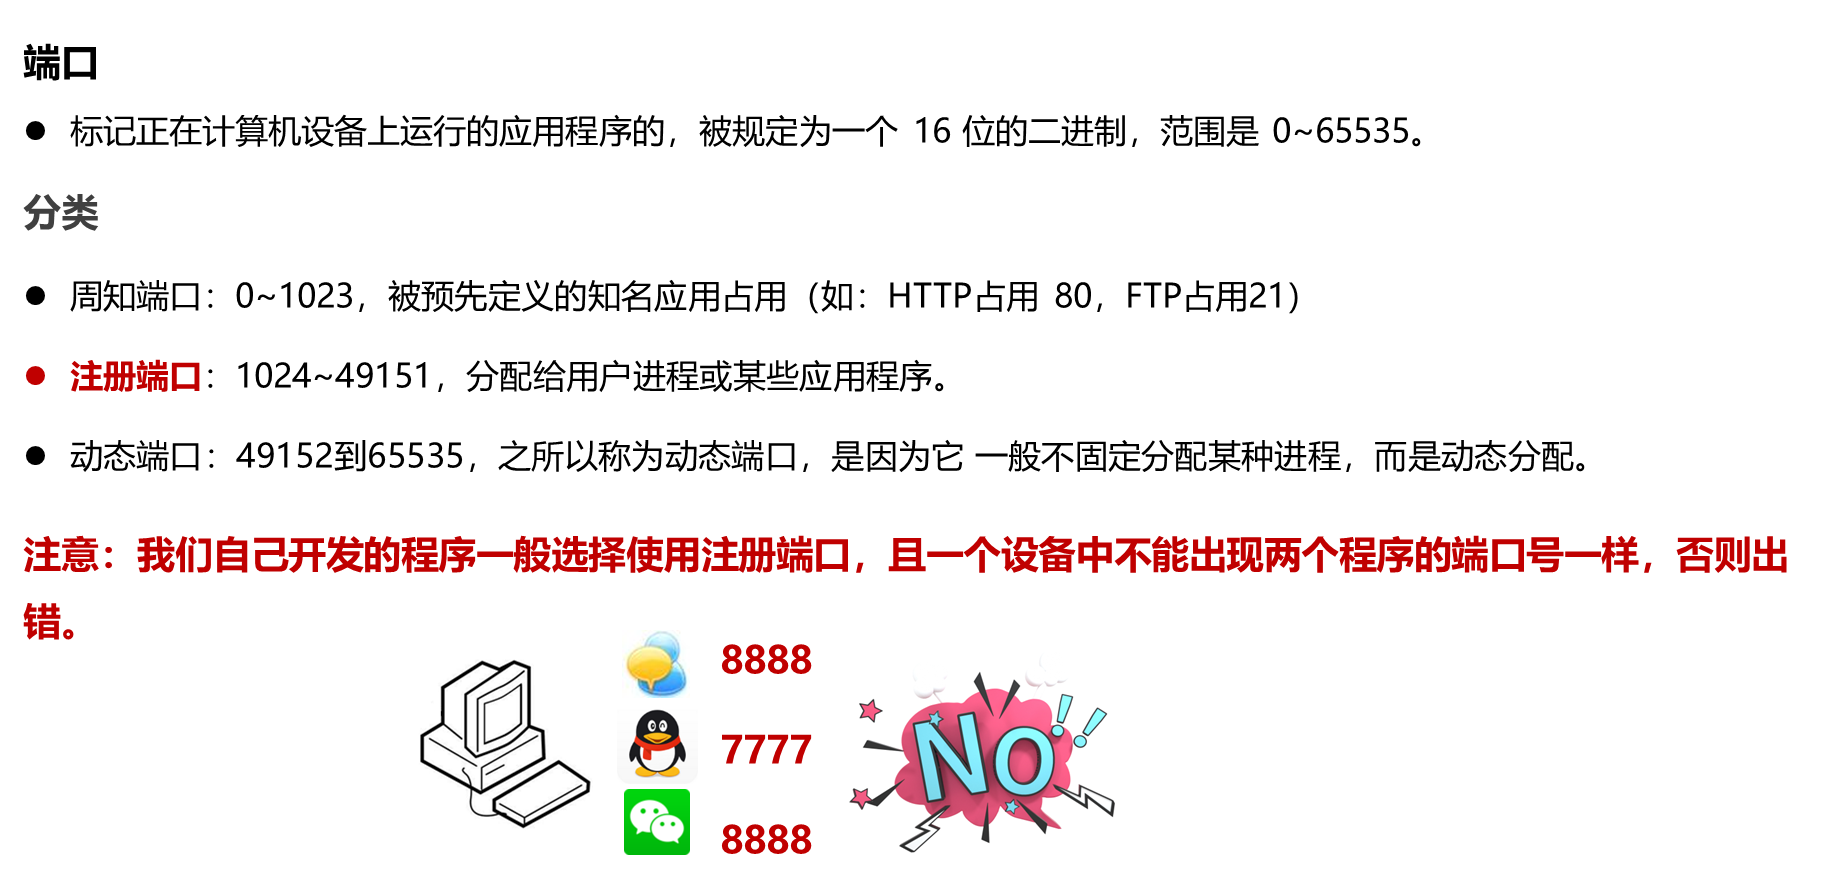 端口
● 标记正在计算机设备上运行的应用程序的，被规定为一个 16 位的二进制，范围是 0~65535。
分类
● 周知端口：0~1023，被预先定义的知名应用占用（如：HTTP占用 80，FTP占用21）
● 注册端口：1024~49151，分配给用户进程或某些应用程序。
● 动态端口：49152到65535，之所以称为动态端口，是因为它 一般不固定分配某种进程，而是动态分配。
注意：我们自己开发的程序一般选择使用注册端口，且一个设备中不能出现两个程序的端口号一样，否则出
错。
8888
7777
8888
NO!!